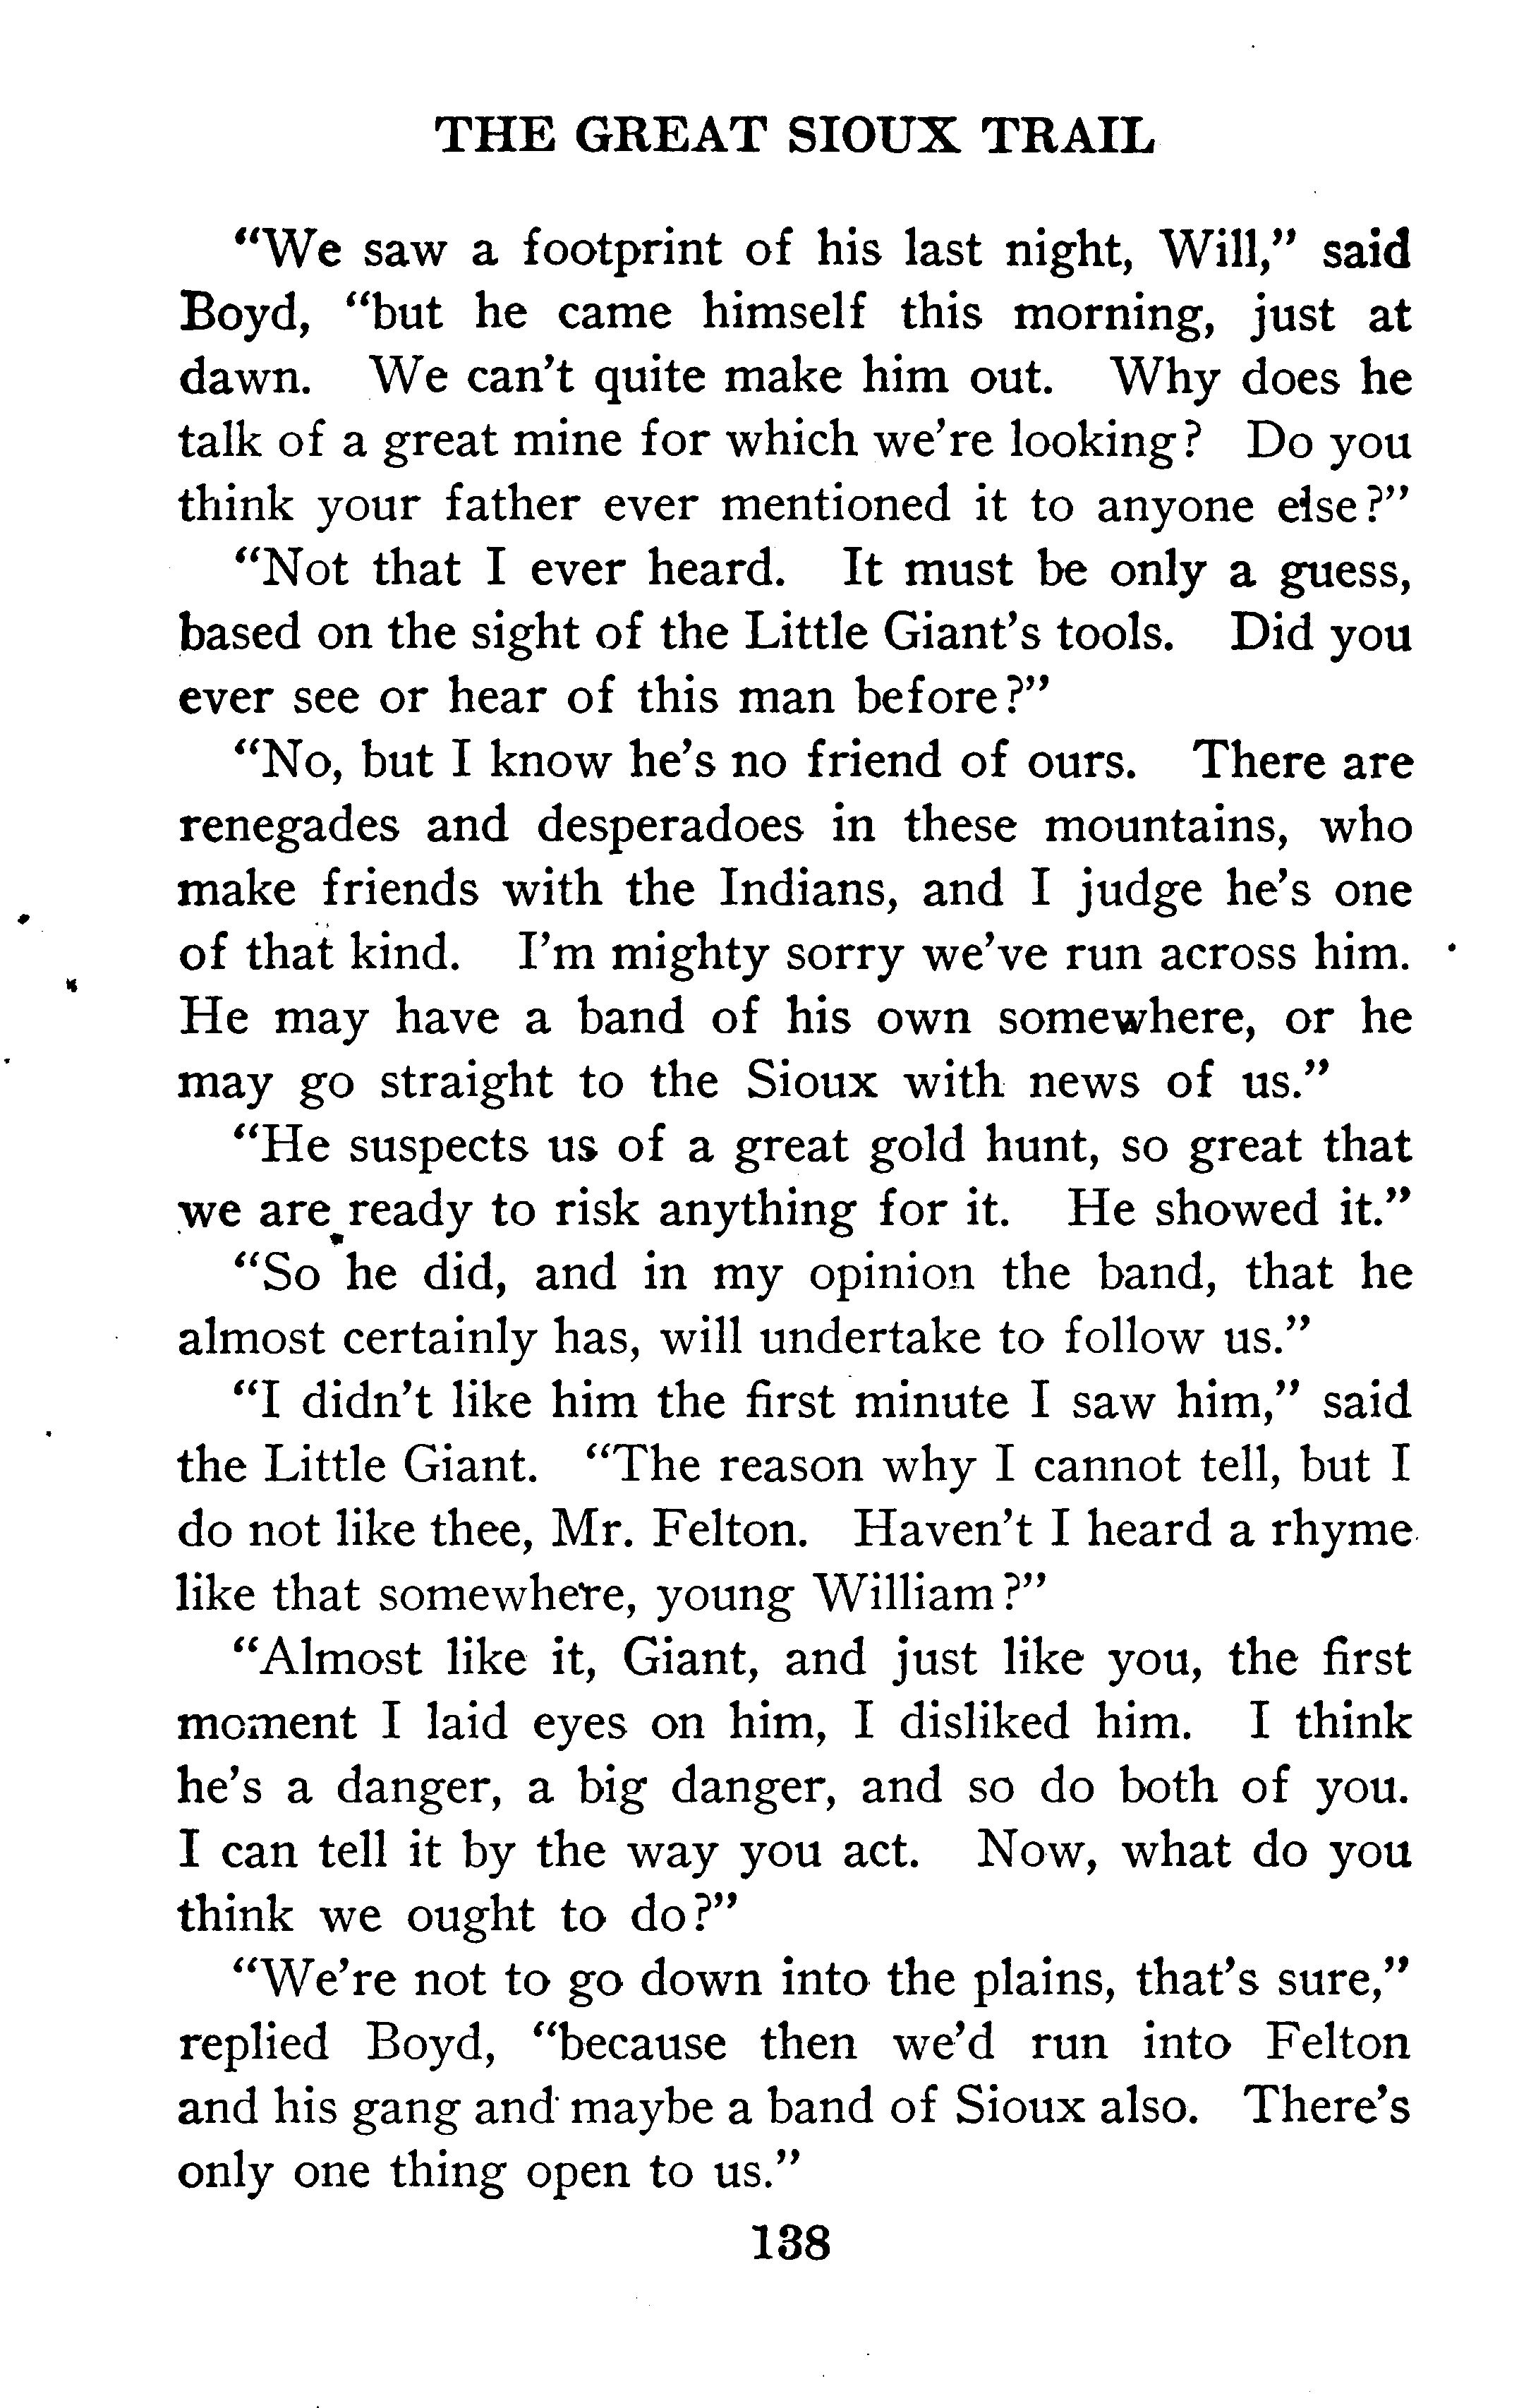 THE GREAT SIOUX TRAIL
"We saw a footprint of his last night, Will," said
Boyd, "but he came himself this morning, just at
dawn. We can't quite make him out. Why does he
talk of a great mine for which we're looking? Do you
think your father ever mentioned it to anyone else?"
"Not that I ever heard. It must be only a guess,
based on the sight of the Little Giant's tools. Did you
ever see or hear of this man before?"
"No, but I know he's no friend of ours. There are
renegades and desperadoes in these mountains, who
make friends with the Indians, and I judge he's one
of that kind. I'm mighty sorry we've run across him.
He may have a band of his own somewhere, or he
may go straight to the Sioux with news of us."
"He suspects us of a great gold hunt, so great that
we are ready to risk anything for it. He showed it."
"So he did, and in my opinion the band, that he
almost certainly has, will undertake to follow us."
"I didn't like him the first minute I saw him," said
the Little Giant. "The reason why I cannot tell, but I
do not like thee, Mr. Felton. Haven't I heard a rhyme
like that somewhere, young William?"
"Almost like it, Giant, and just like you, the first
moment I laid eyes on him, I disliked him. I think
he's a danger, a big danger, and so do both of you.
I can tell it by the way you act. Now, what do you
think we ought to do?"
"We're not to go down into the plains, that's sure,"
replied Boyd, "because then we'd run into Felton
and his gang and maybe a band of Sioux also. There's
only one thing open to us."
138